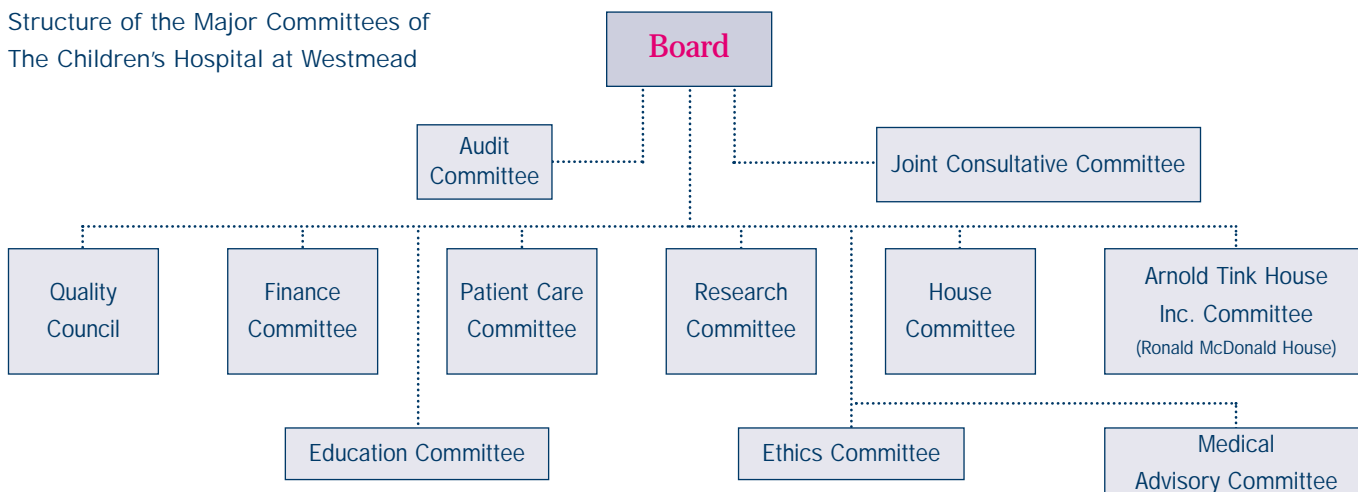 Structure of the Major Committees of
The Children's Hospital at Westmead
Board
Audit
Committee
Joint Consultative Committee
Quality
Council
Finance
Committee
Patient Care
Committee
Research
Committee
House
Committee
Arnold Tink House
Inc. Committee
(Ronald McDonald House)
Education Committee
Ethics Committee
Medical
Advisory Committee